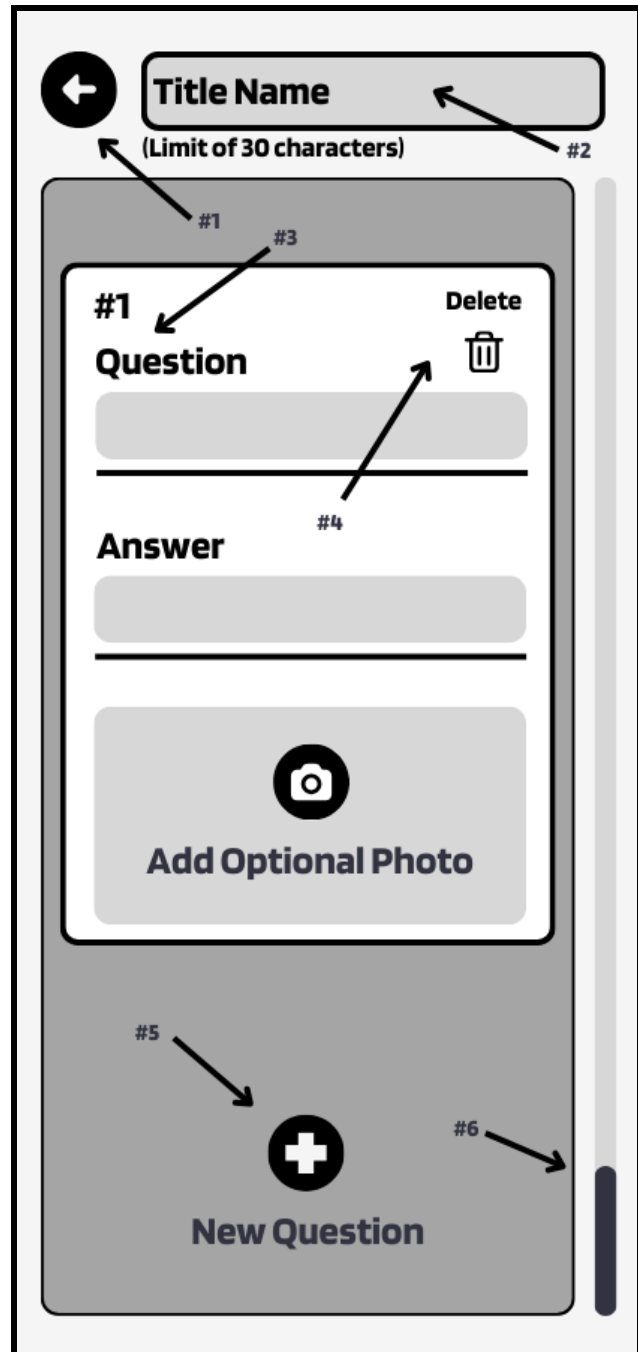 Title Name
(Limit of 30 characters)
#2
#1
#3
#1
Delete
Question
#4
Answer
Add Optional Photo
#5
#6
New Question